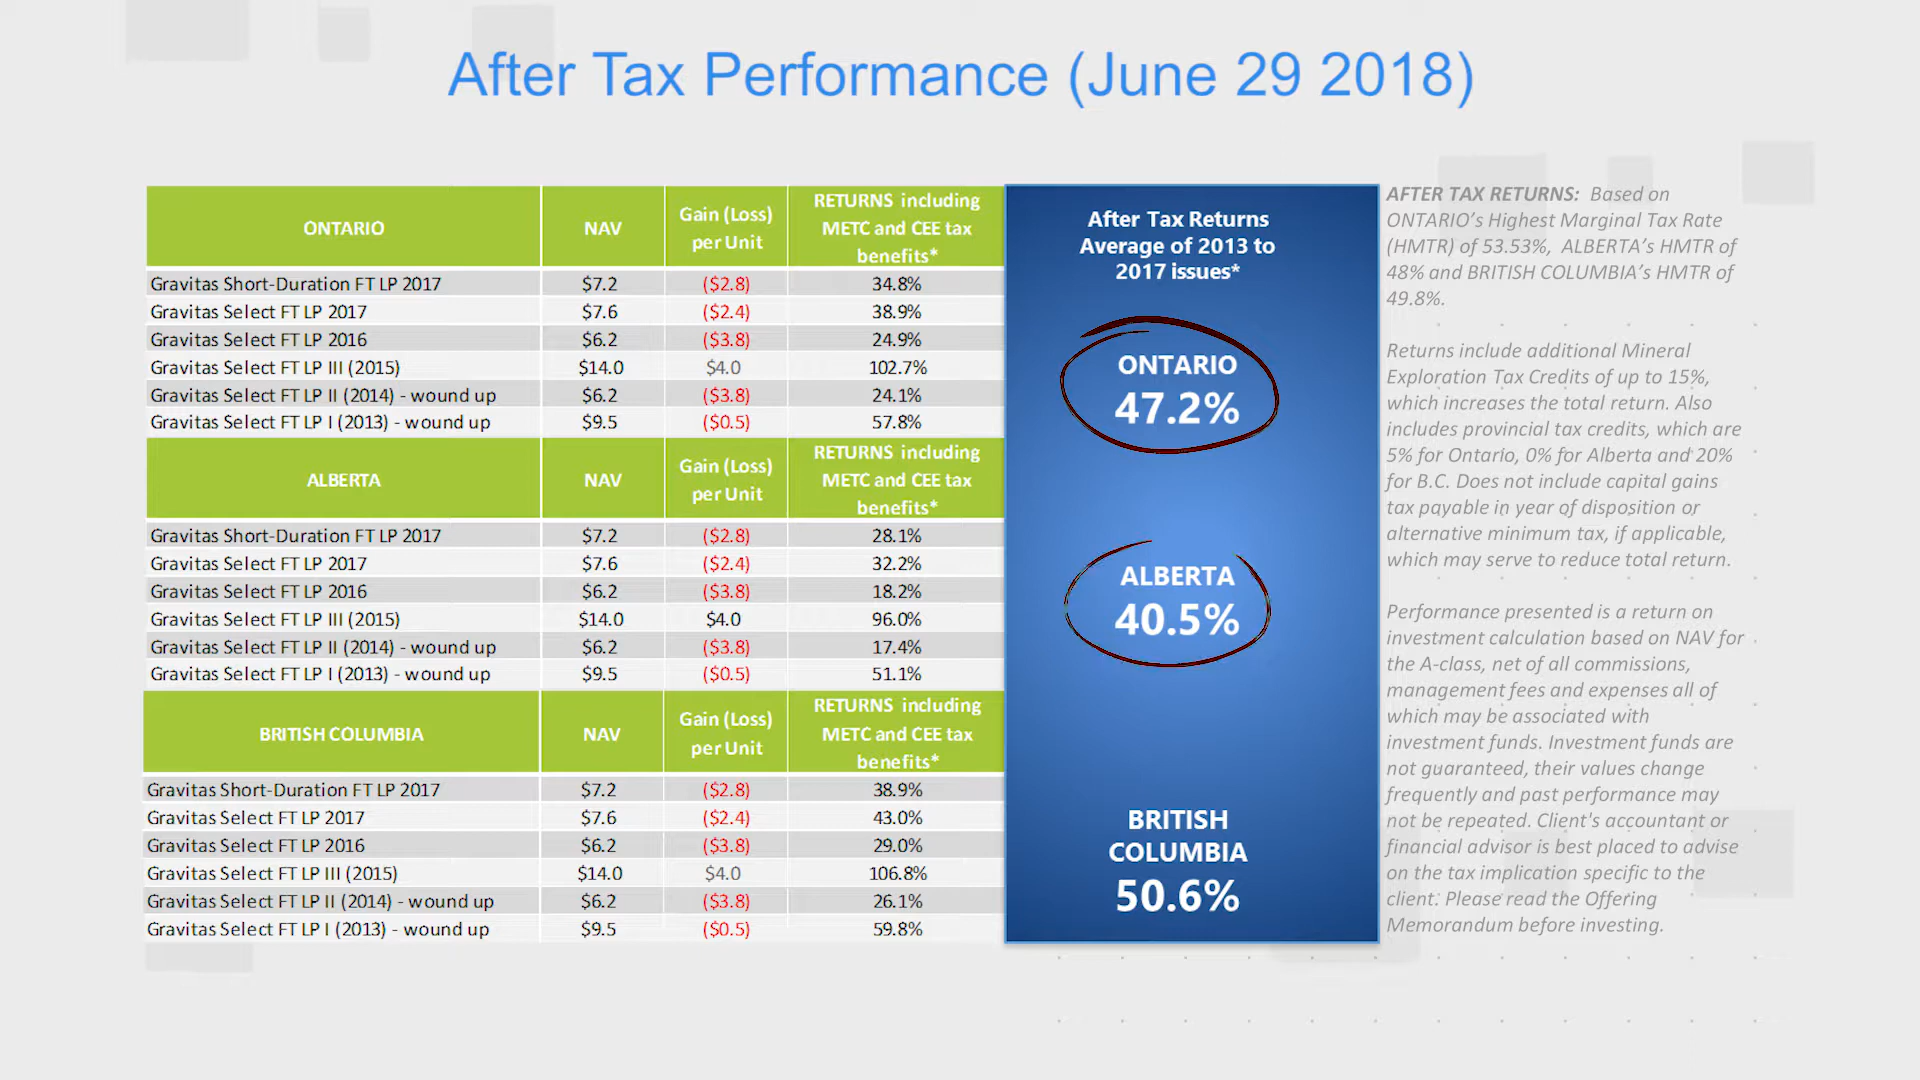 After Tax Performance (June 29 2018)
ONTARIO NAV Gain (Loss) per Unit RETURNS including METC and CEE tax benefits*
Gravitas Short-Duration FT LP 2017 $7.2 ($2.8) 34.8%
Gravitas Select FT LP 2017 $7.6 ($2.4) 38.9%
Gravitas Select FT LP 2016 $6.2 ($3.8) 24.9%
Gravitas Select FT LP III (2015) $14.0 $4.0 102.7%
Gravitas Select FT LP II (2014) - wound up $6.2 ($3.8) 24.1%
Gravitas Select FT LP I (2013) - wound up $9.5 ($0.5) 57.8%
ALBERTA NAV Gain (Loss) per Unit RETURNS including METC and CEE tax benefits*
Gravitas Short-Duration FT LP 2017 $7.2 ($2.8) 28.1%
Gravitas Select FT LP 2017 $7.6 ($2.4) 32.2%
Gravitas Select FT LP 2016 $6.2 ($3.8) 18.2%
Gravitas Select FT LP III (2015) $14.0 $4.0 96.0%
Gravitas Select FT LP II (2014) - wound up $6.2 ($3.8) 17.4%
Gravitas Select FT LP I (2013) - wound up $9.5 ($0.5) 51.1%
BRITISH COLUMBIA NAV Gain (Loss) per Unit RETURNS including METC and CEE tax benefits*
Gravitas Short-Duration FT LP 2017 $7.2 ($2.8) 38.9%
Gravitas Select FT LP 2017 $7.6 ($2.4) 43.0%
Gravitas Select FT LP 2016 $6.2 ($3.8) 29.0%
Gravitas Select FT LP III (2015) $14.0 $4.0 106.8%
Gravitas Select FT LP II (2014) - wound up $6.2 ($3.8) 26.1%
Gravitas Select FT LP I (2013) - wound up $9.5 ($0.5) 59.8%
After Tax Returns
Average of 2013 to
2017 issues*
ONTARIO
47.2%
ALBERTA
40.5%
BRITISH
COLUMBIA
50.6%
AFTER TAX RETURNS: Based on
ONTARIO's Highest Marginal Tax Rate
(HMTR) of 53.53%, ALBERTA's HMTR of
48% and BRITISH COLUMBIA's HMTR of
49.8%.
Returns include additional Mineral
Exploration Tax Credits of up to 15%,
which increases the total return. Also
includes provincial tax credits, which are
5% for Ontario, 0% for Alberta and 20%
for B.C. Does not include capital gains
tax payable in year of disposition or
alternative minimum tax, if applicable,
which may serve to reduce total return.
Performance presented is a return on
investment calculation based on NAV for
the A-class, net of all commissions,
management fees and expenses all of
which may be associated with
investment funds. Investment funds are
not guaranteed, their values change
frequently and past performance may
not be repeated. Client's accountant or
financial advisor is best placed to advise
on the tax implication specific to the
client. Please read the Offering
Memorandum before investing.